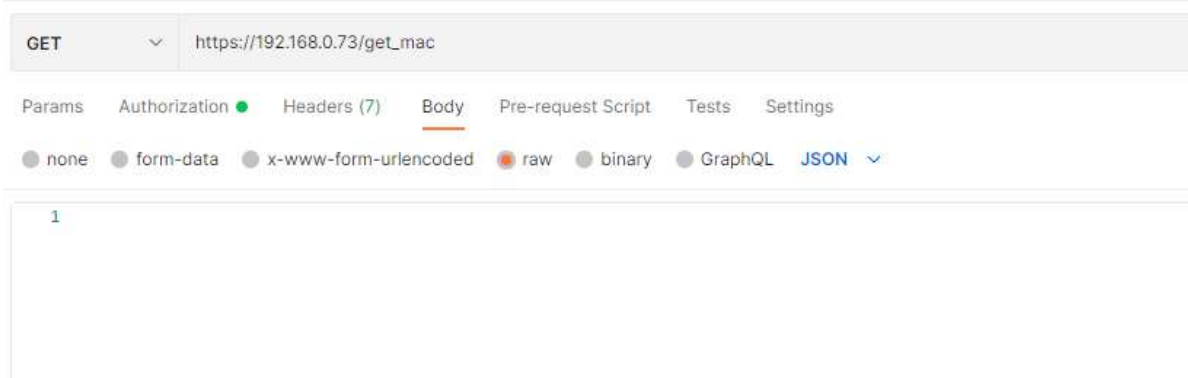 GET https://192.168.0.73/get_mac
Params Authorization Headers (7) Body Pre-request Script Tests Settings
none form-data x-www-form-urlencoded raw binary GraphQL JSON
1